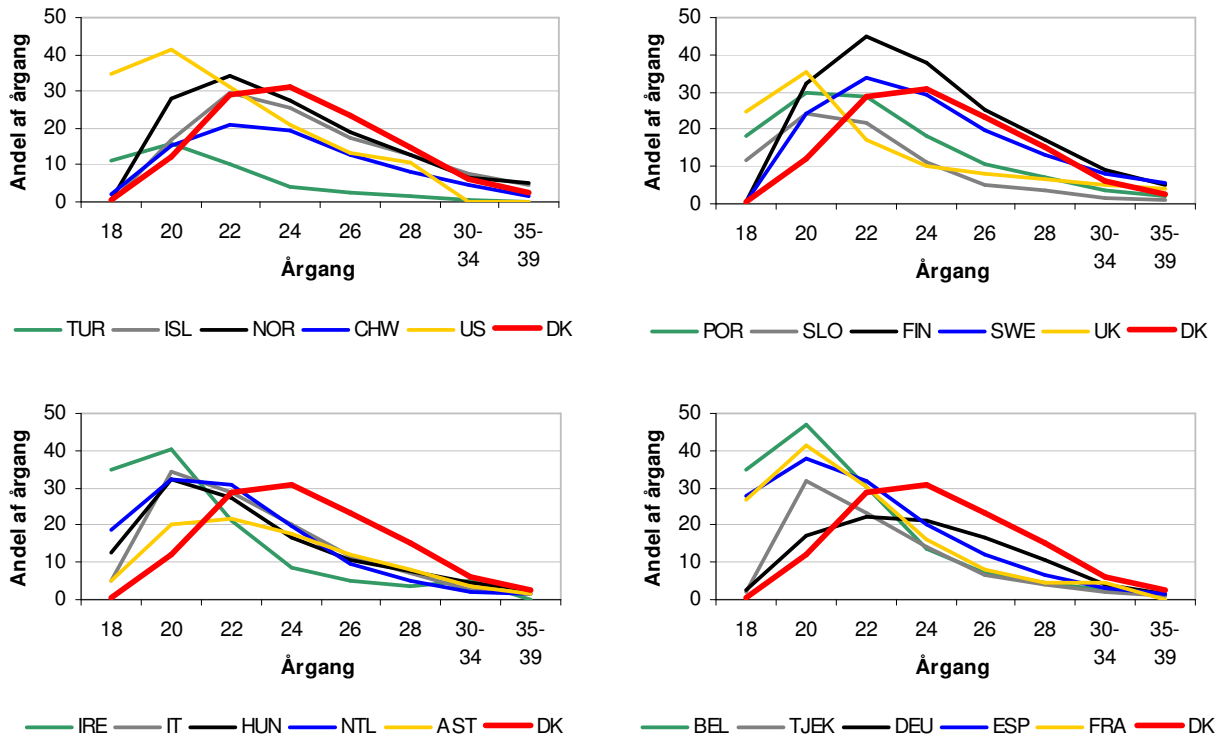 50
40
30
20
10
0
Andel af årgang
18 20 22 24 26 28 30- 35-
34 39
Årgang
TUR ISL NOR CHW US DK
50
40
30
20
10
0
Andel af årgang
18 20 22 24 26 28 30- 35-
34 39
Årgang
POR SLO FIN SWE UK DK
50
40
30
20
10
0
Andel af årgang
18 20 22 24 26 28 30- 35-
34 39
Årgang
IRE IT HUN NTL AST DK
50
40
30
20
10
0
Andel af årgang
18 20 22 24 26 28 30- 35-
34 39
Årgang
BEL TJEK DEU ESP FRA DK